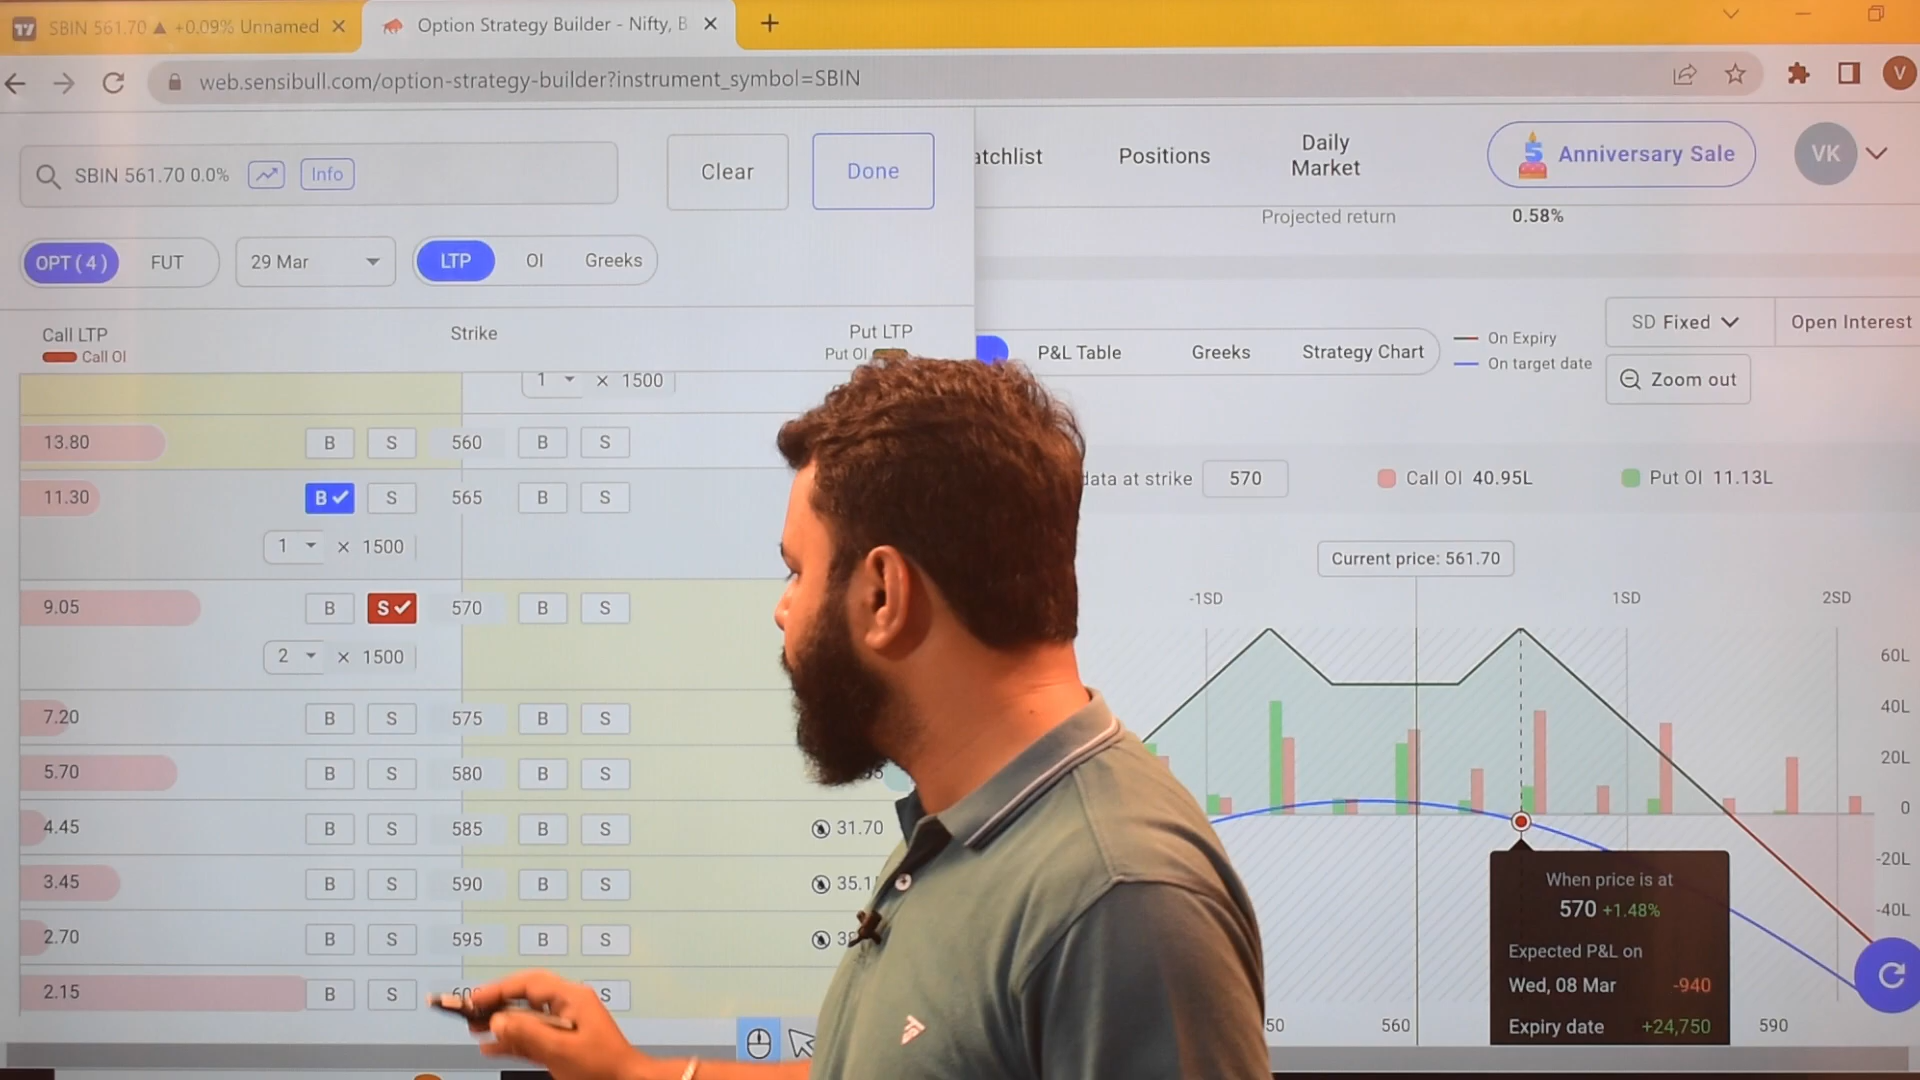 SBIN 561.70 ▲ +0.09% Unnamed
Option Strategy Builder - Nifty, B
web.sensibull.com/option-strategy-builder?instrument_symbol=SBIN
V
SBIN 561.70 0.0%
Info
Clear
Done
atchlist
Positions
Daily
Market
5
Anniversary Sale
VK
Projected return 0.58%
OPT ( 4 )
FUT
29 Mar
LTP
OI
Greeks
Call LTP
Call OI
Strike
Put LTP
Put OI
P&L Table
Greeks
Strategy Chart
On Expiry
On target date
SD Fixed
Open Interest
Zoom out
1 × 1500
13.80 B S 560 B S
11.30 B S 565 B S
1 × 1500
9.05 B S 570 B S
2 × 1500
7.20 B S 575 B S
5.70 B S 580 B S
4.45 B S 585 B S 31.70
3.45 B S 590 B S
2.70 B S 595 B S
2.15 B S S
data at strike 570
Call OI 40.95L
Put OI 11.13L
Current price: 561.70
-1SD
1SD
2SD
60L
40L
20L
0
-20L
-40L
When price is at
570 +1.48%
Expected P&L on
Wed, 08 Mar -940
Expiry date +24,750
50
560
590